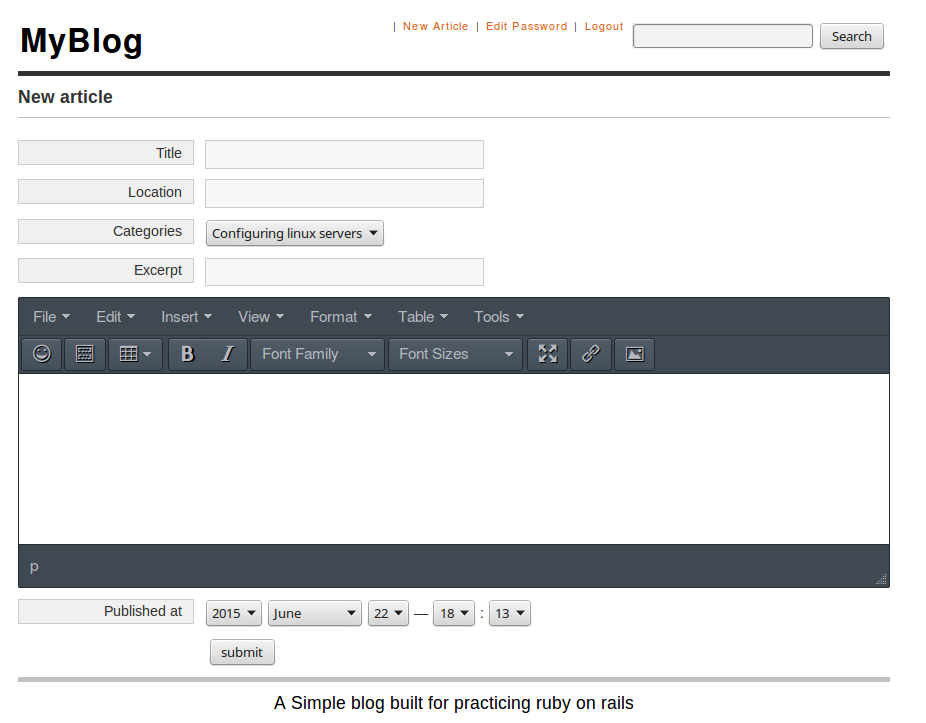 MyBlog
| New Article | Edit Password | Logout
Search
New article
Title
Location
Categories Configuring linux servers
Excerpt
File Edit Insert View Format Table Tools
B I Font Family Font Sizes
p
Published at 2015 June 22 — 18 : 13
submit
A Simple blog built for practicing ruby on rails